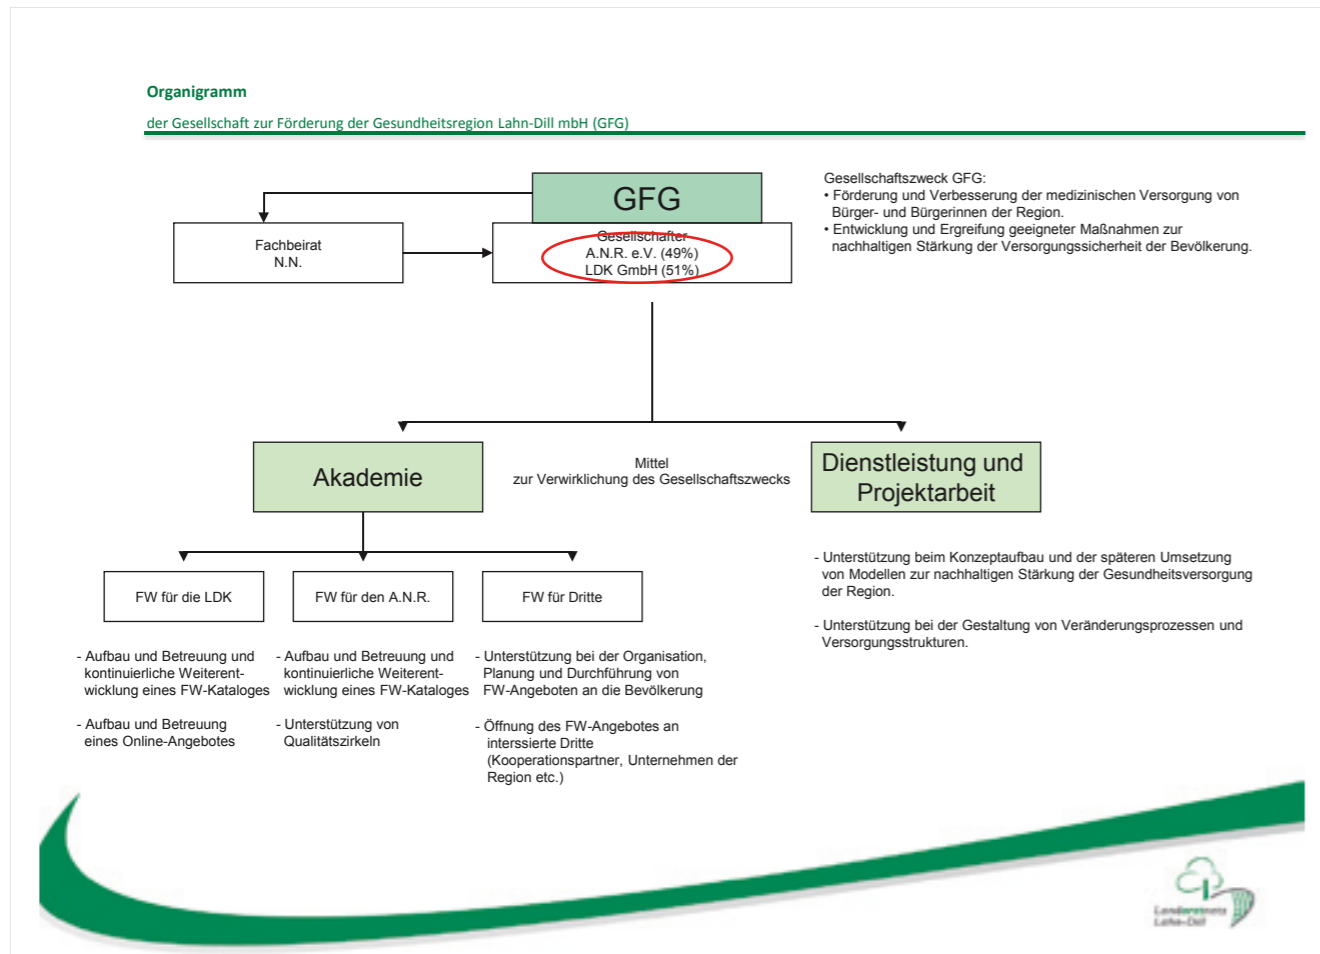 Organigramm
der Gesellschaft zur Förderung der Gesundheitsregion Lahn-Dill mbH (GFG)
GFG
Gesellschafter
A.N.R. e.V. (49%)
LDK GmbH (51%)
Fachbeirat
N.N.
Gesellschaftszweck GFG:
• Förderung und Verbesserung der medizinischen Versorgung von
Bürger- und Bürgerinnen der Region.
• Entwicklung und Ergreifung geeigneter Maßnahmen zur
nachhaltigen Stärkung der Versorgungssicherheit der Bevölkerung.
Akademie
Mittel
zur Verwirklichung des Gesellschaftszwecks
Dienstleistung und
Projektarbeit
FW für die LDK
FW für den A.N.R.
FW für Dritte
- Aufbau und Betreuung und
kontinuierliche Weiterent-
wicklung eines FW-Kataloges
- Aufbau und Betreuung
eines Online-Angebotes
- Aufbau und Betreuung und
kontinuierliche Weiterent-
wicklung eines FW-Kataloges
- Unterstützung von
Qualitätszirkeln
- Unterstützung bei der Organisation,
Planung und Durchführung von
FW-Angeboten an die Bevölkerung
- Öffnung des FW-Angebotes an
interssierte Dritte
(Kooperationspartner, Unternehmen der
Region etc.)
- Unterstützung beim Konzeptaufbau und der späteren Umsetzung
von Modellen zur nachhaltigen Stärkung der Gesundheitsversorgung
der Region.
- Unterstützung bei der Gestaltung von Veränderungsprozessen und
Versorgungsstrukturen.
Landarztnetz
Lahn-Dill